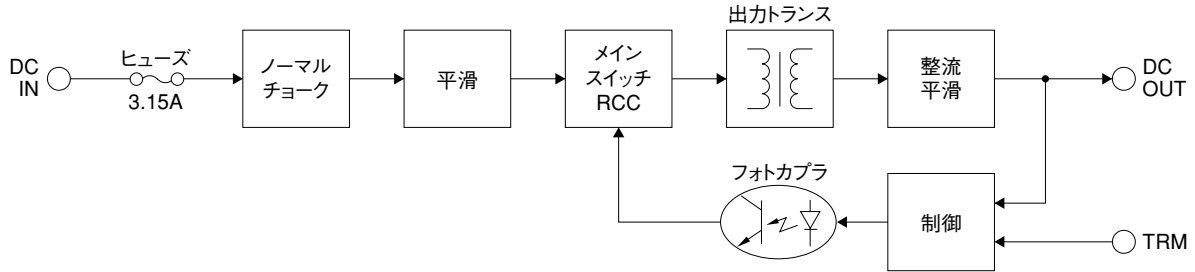 DC
IN
ヒューズ
3.15A
ノーマル
チョーク
平滑
メイン
スイッチ
RCC
出力トランス
整流
平滑
DC
OUT
フォトカプラ
制御
TRM